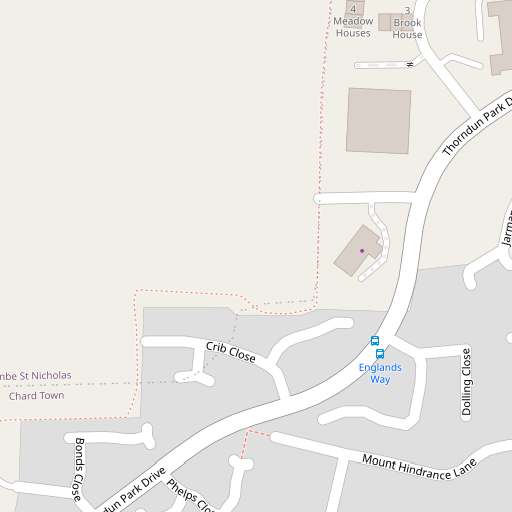 4
Meadow
Houses
3
Brook
House
Thorndun Park D
Jarman
Crib Close
Englands
Way
Dolling Close
mbe St Nicholas
Chard Town
Bonds Close
dun Park Drive
Phelps Clo
Mount Hindrance Lane